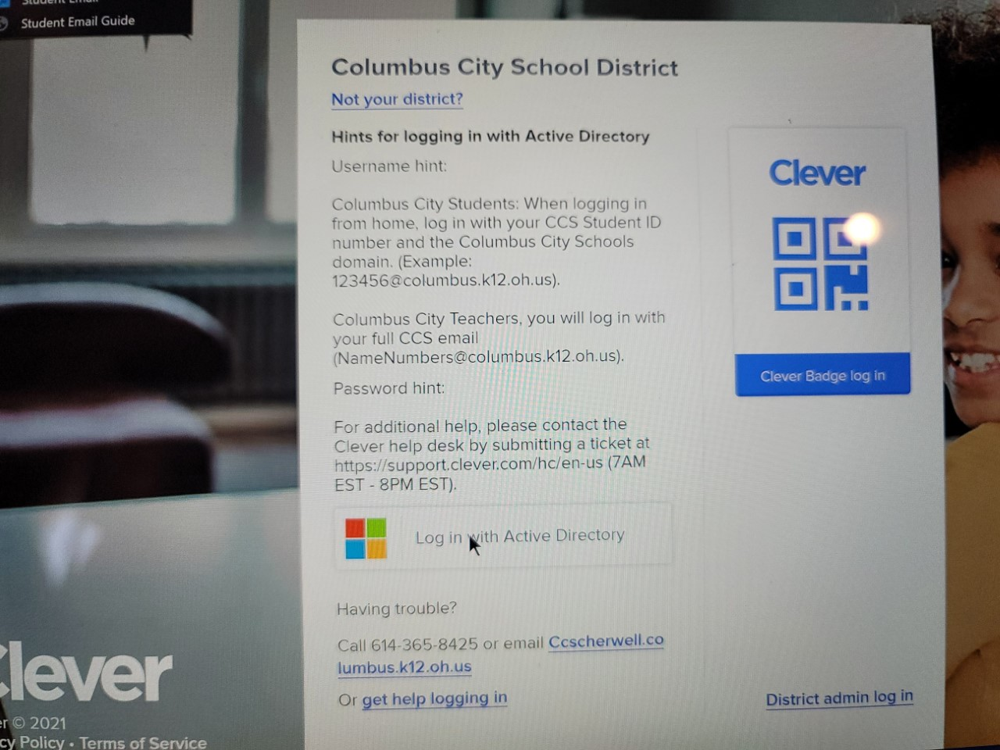 Student Email
Student Email Guide
Columbus City School District
Not your district?
Hints for logging in with Active Directory
Username hint:
Columbus City Students: When logging in
from home, log in with your CCS Student ID
number and the Columbus City Schools
domain. (Example:
123456@columbus.k12.oh.us).
Columbus City Teachers, you will log in with
your full CCS email
(NameNumbers@columbus.k12.oh.us).
Password hint:
For additional help, please contact the
Clever help desk by submitting a ticket at
https://support.clever.com/hc/en-us (7AM
EST - 8PM EST).
Log in with Active Directory
Having trouble?
Call 614-365-8425 or email Ccscherwell.co
lumbus.k12.oh.us
Or get help logging in
Clever
Clever Badge log in
District admin log in
Clever
er © 2021
cy Policy • Terms of Service